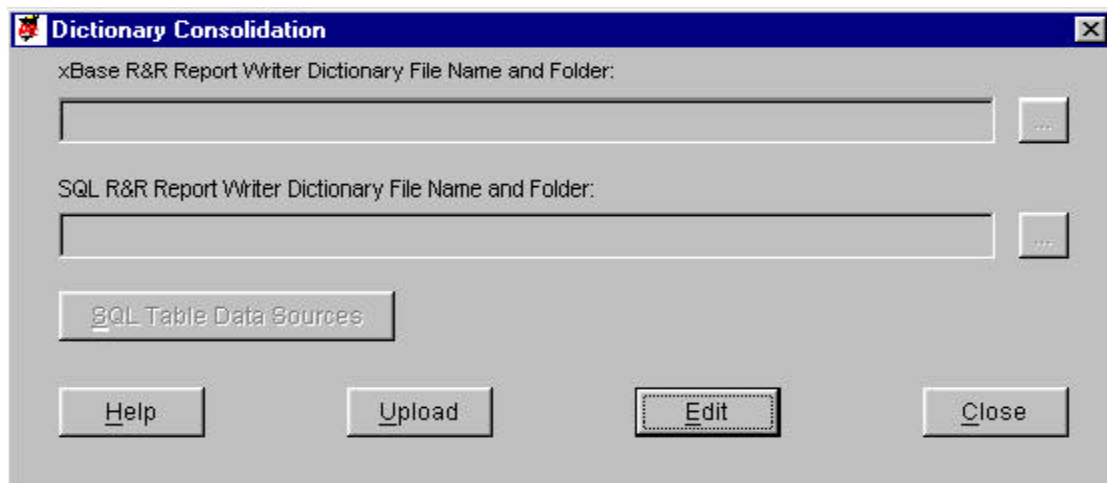 Dictionary Consolidation
xBase R&R Report Writer Dictionary File Name and Folder:
...
SQL R&R Report Writer Dictionary File Name and Folder:
...
SQL Table Data Sources
Help Upload Edit Close